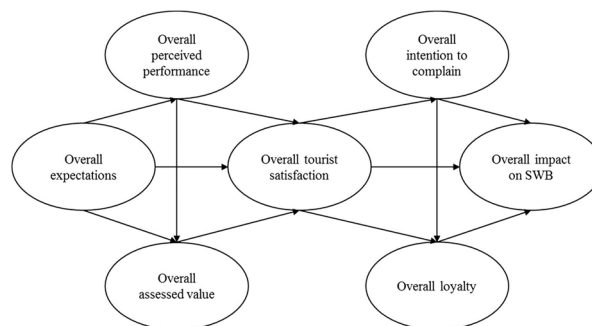 Overall
perceived
performance
Overall
intention to
complain
Overall
expectations
Overall tourist
satisfaction
Overall impact
on SWB
Overall
assessed value
Overall loyalty